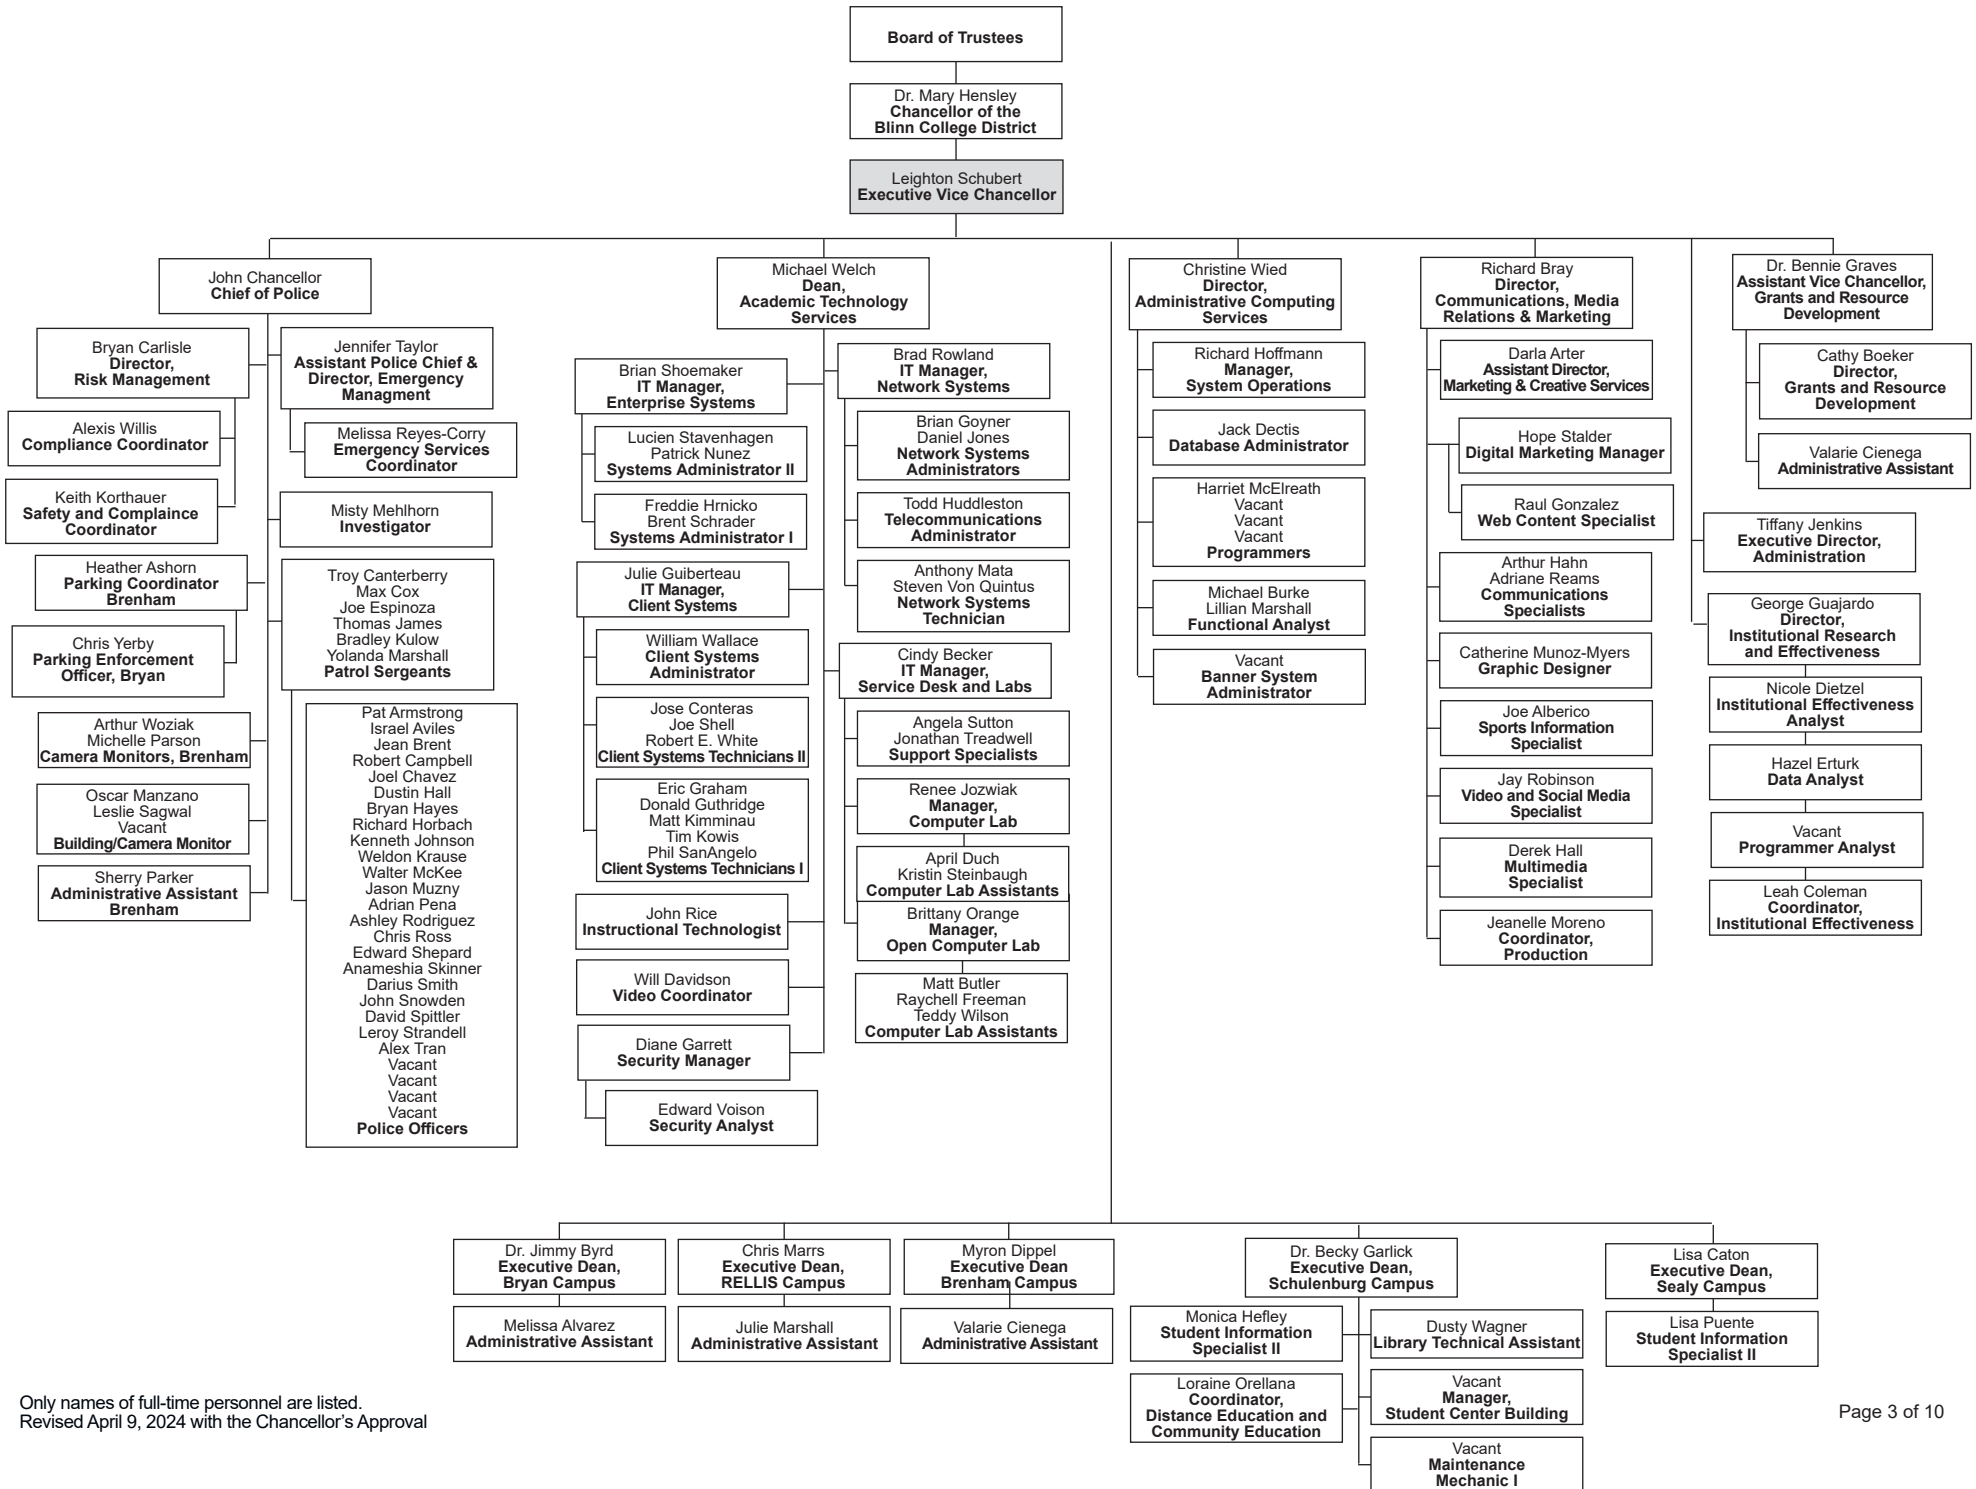 Board of Trustees
Dr. Mary Hensley
Chancellor of the
Blinn College District
Leighton Schubert
Executive Vice Chancellor
John Chancellor
Chief of Police
Bryan Carlisle
Director,
Risk Management
Alexis Willis
Compliance Coordinator
Keith Korthauer
Safety and Complaince
Coordinator
Heather Ashorn
Parking Coordinator
Brenham
Chris Yerby
Parking Enforcement
Officer, Bryan
Arthur Woziak
Michelle Parson
Camera Monitors, Brenham
Oscar Manzano
Leslie Sagwal
Vacant
Building/Camera Monitor
Sherry Parker
Administrative Assistant
Brenham
Jennifer Taylor
Assistant Police Chief &
Director, Emergency
Managment
Melissa Reyes-Corry
Emergency Services
Coordinator
Misty Mehlhorn
Investigator
Troy Canterberry
Max Cox
Joe Espinoza
Thomas James
Bradley Kulow
Yolanda Marshall
Patrol Sergeants
Pat Armstrong
Israel Aviles
Jean Brent
Robert Campbell
Joel Chavez
Dustin Hall
Bryan Hayes
Richard Horbach
Kenneth Johnson
Weldon Krause
Walter McKee
Jason Muzny
Adrian Pena
Ashley Rodriguez
Chris Ross
Edward Shepard
Anameshia Skinner
Darius Smith
John Snowden
David Spittler
Leroy Strandell
Alex Tran
Vacant
Vacant
Vacant
Vacant
Police Officers
Michael Welch
Dean,
Academic Technology
Services
Brian Shoemaker
IT Manager,
Enterprise Systems
Lucien Stavenhagen
Patrick Nunez
Systems Administrator II
Freddie Hrnicko
Brent Schrader
Systems Administrator I
Julie Guiberteau
IT Manager,
Client Systems
William Wallace
Client Systems
Administrator
Jose Conteras
Joe Shell
Robert E. White
Client Systems Technicians II
Eric Graham
Donald Guthridge
Matt Kimminau
Tim Kowis
Phil SanAngelo
Client Systems Technicians I
John Rice
Instructional Technologist
Will Davidson
Video Coordinator
Diane Garrett
Security Manager
Edward Voison
Security Analyst
Brad Rowland
IT Manager,
Network Systems
Brian Goyner
Daniel Jones
Network Systems
Administrators
Todd Huddleston
Telecommunications
Administrator
Anthony Mata
Steven Von Quintus
Network Systems
Technician
Cindy Becker
IT Manager,
Service Desk and Labs
Angela Sutton
Jonathan Treadwell
Support Specialists
Renee Jozwiak
Manager,
Computer Lab
April Duch
Kristin Steinbaugh
Computer Lab Assistants
Brittany Orange
Manager,
Open Computer Lab
Matt Butler
Raychell Freeman
Teddy Wilson
Computer Lab Assistants
Christine Wied
Director,
Administrative Computing
Services
Richard Hoffmann
Manager,
System Operations
Jack Dectis
Database Administrator
Harriet McElreath
Vacant
Vacant
Vacant
Programmers
Michael Burke
Lillian Marshall
Functional Analyst
Vacant
Banner System
Administrator
Richard Bray
Director,
Communications, Media
Relations & Marketing
Darla Arter
Assistant Director,
Marketing & Creative Services
Hope Stalder
Digital Marketing Manager
Raul Gonzalez
Web Content Specialist
Arthur Hahn
Adriane Reams
Communications
Specialists
Catherine Munoz-Myers
Graphic Designer
Joe Alberico
Sports Information
Specialist
Jay Robinson
Video and Social Media
Specialist
Derek Hall
Multimedia
Specialist
Jeanelle Moreno
Coordinator,
Production
Dr. Bennie Graves
Assistant Vice Chancellor,
Grants and Resource
Development
Cathy Boeker
Director,
Grants and Resource
Development
Valarie Cienega
Administrative Assistant
Tiffany Jenkins
Executive Director,
Administration
George Guajardo
Director,
Institutional Research
and Effectiveness
Nicole Dietzel
Institutional Effectiveness
Analyst
Hazel Erturk
Data Analyst
Vacant
Programmer Analyst
Leah Coleman
Coordinator,
Institutional Effectiveness
Dr. Jimmy Byrd
Executive Dean,
Bryan Campus
Melissa Alvarez
Administrative Assistant
Chris Marrs
Executive Dean,
RELLIS Campus
Julie Marshall
Administrative Assistant
Myron Dippel
Executive Dean
Brenham Campus
Valarie Cienega
Administrative Assistant
Dr. Becky Garlick
Executive Dean,
Schulenburg Campus
Monica Hefley
Student Information
Specialist II
Loraine Orellana
Coordinator,
Distance Education and
Community Education
Dusty Wagner
Library Technical Assistant
Vacant
Manager,
Student Center Building
Vacant
Maintenance
Mechanic I
Lisa Caton
Executive Dean,
Sealy Campus
Lisa Puente
Student Information
Specialist II
Only names of full-time personnel are listed.
Revised April 9, 2024 with the Chancellor's Approval
Page 3 of 10